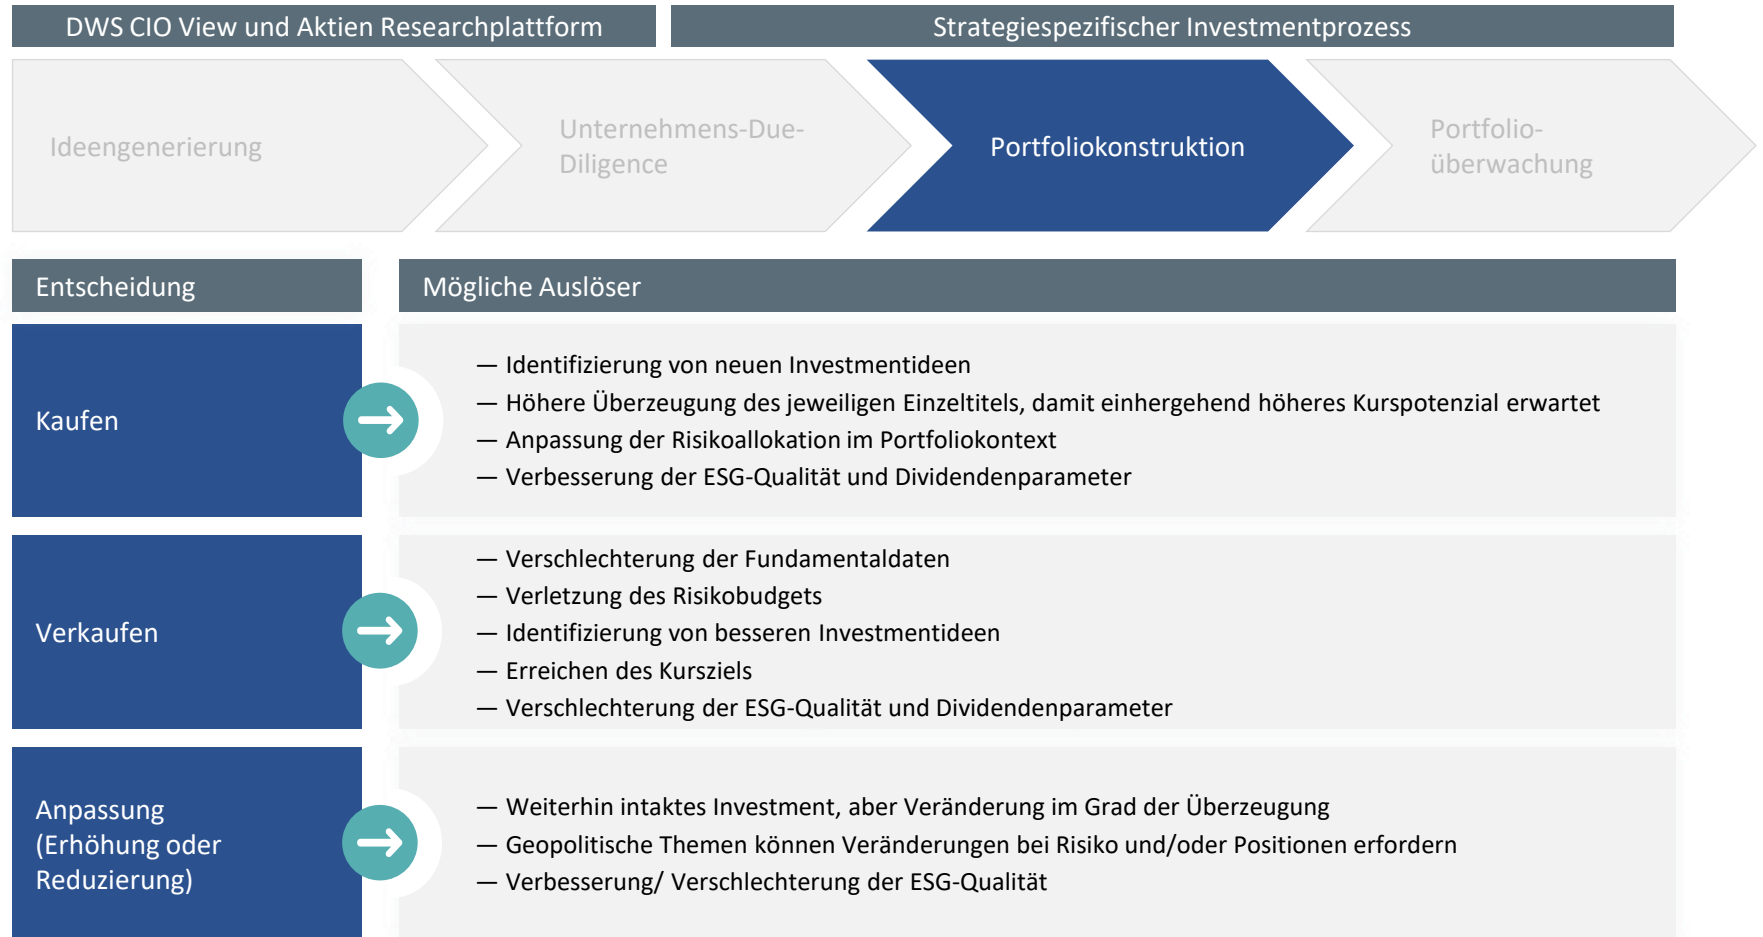 DWS CIO View und Aktien Researchplattform
Strategiespezifischer Investmentprozess
Ideengenerierung
Unternehmens-Due-
Diligence
Portfoliokonstruktion
Portfolio-
überwachung
Entscheidung
Mögliche Auslöser
Kaufen
— Identifizierung von neuen Investmentideen
— Höhere Überzeugung des jeweiligen Einzeltitels, damit einhergehend höheres Kurspotenzial erwartet
— Anpassung der Risikoallokation im Portfoliokontext
— Verbesserung der ESG-Qualität und Dividendenparameter
Verkaufen
— Verschlechterung der Fundamentaldaten
— Verletzung des Risikobudgets
— Identifizierung von besseren Investmentideen
— Erreichen des Kursziels
— Verschlechterung der ESG-Qualität und Dividendenparameter
Anpassung
(Erhöhung oder
Reduzierung)
— Weiterhin intaktes Investment, aber Veränderung im Grad der Überzeugung
— Geopolitische Themen können Veränderungen bei Risiko und/oder Positionen erfordern
— Verbesserung/ Verschlechterung der ESG-Qualität